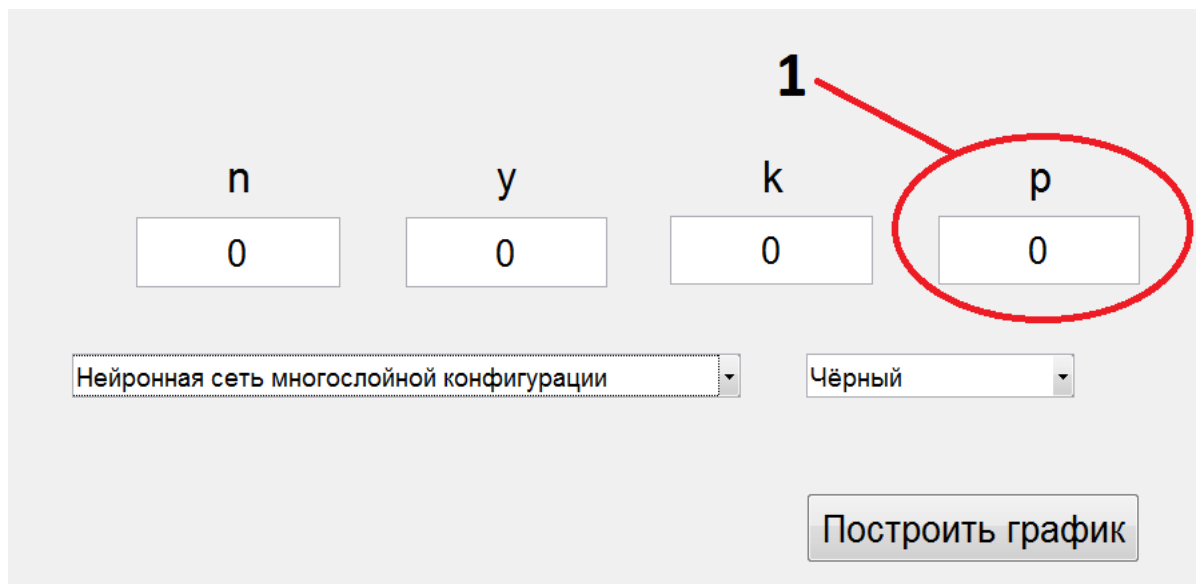 1
n y k p
0 0 0 0
Нейронная сеть многослойной конфигурации Чёрный
Построить график